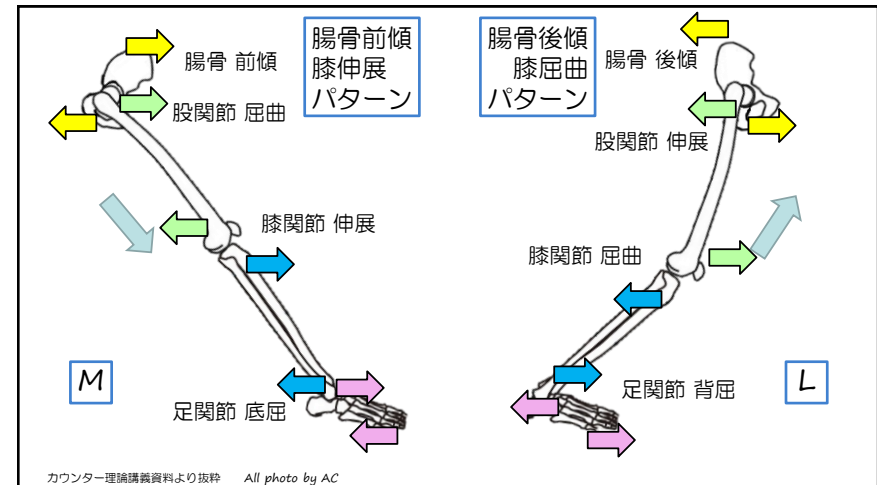 腸骨 前傾
腸骨前傾
膝伸展
パターン
股関節 屈曲
膝関節 伸展
M
足関節 底屈
腸骨後傾
膝屈曲
パターン
腸骨 後傾
股関節 伸展
膝関節 屈曲
足関節 背屈
L
カウンター理論講義資料より抜粋 All photo by AC